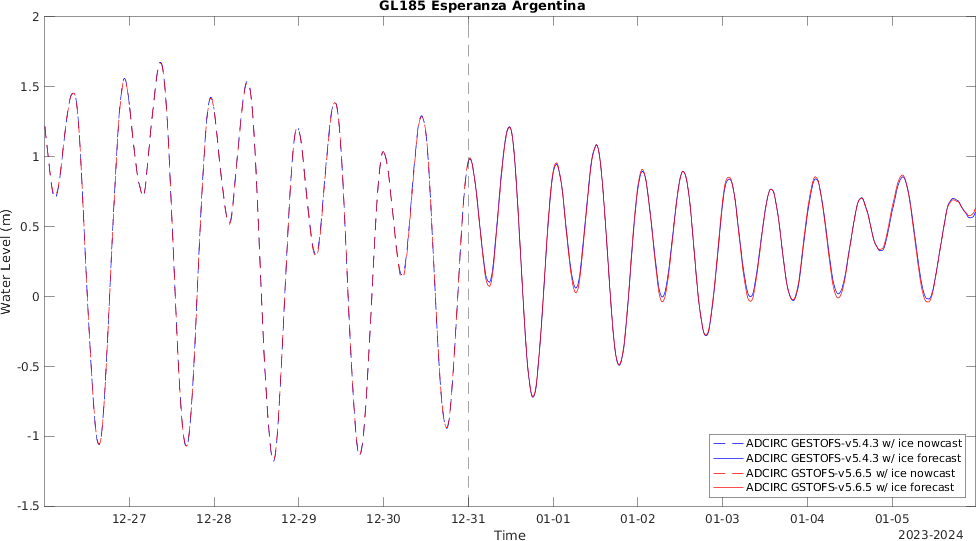 GL185 Esperanza Argentina
Water Level (m)
2
1.5
1
0.5
0
-0.5
-1
-1.5
12-27
12-28
12-29
12-30
12-31
01-01
01-02
01-03
01-04
01-05
Time
2023-2024
ADCIRC GESTOFS-v5.4.3 w/ ice nowcast
ADCIRC GESTOFS-v5.4.3 w/ ice forecast
ADCIRC GSTOFS-v5.6.5 w/ ice nowcast
ADCIRC GSTOFS-v5.6.5 w/ ice forecast